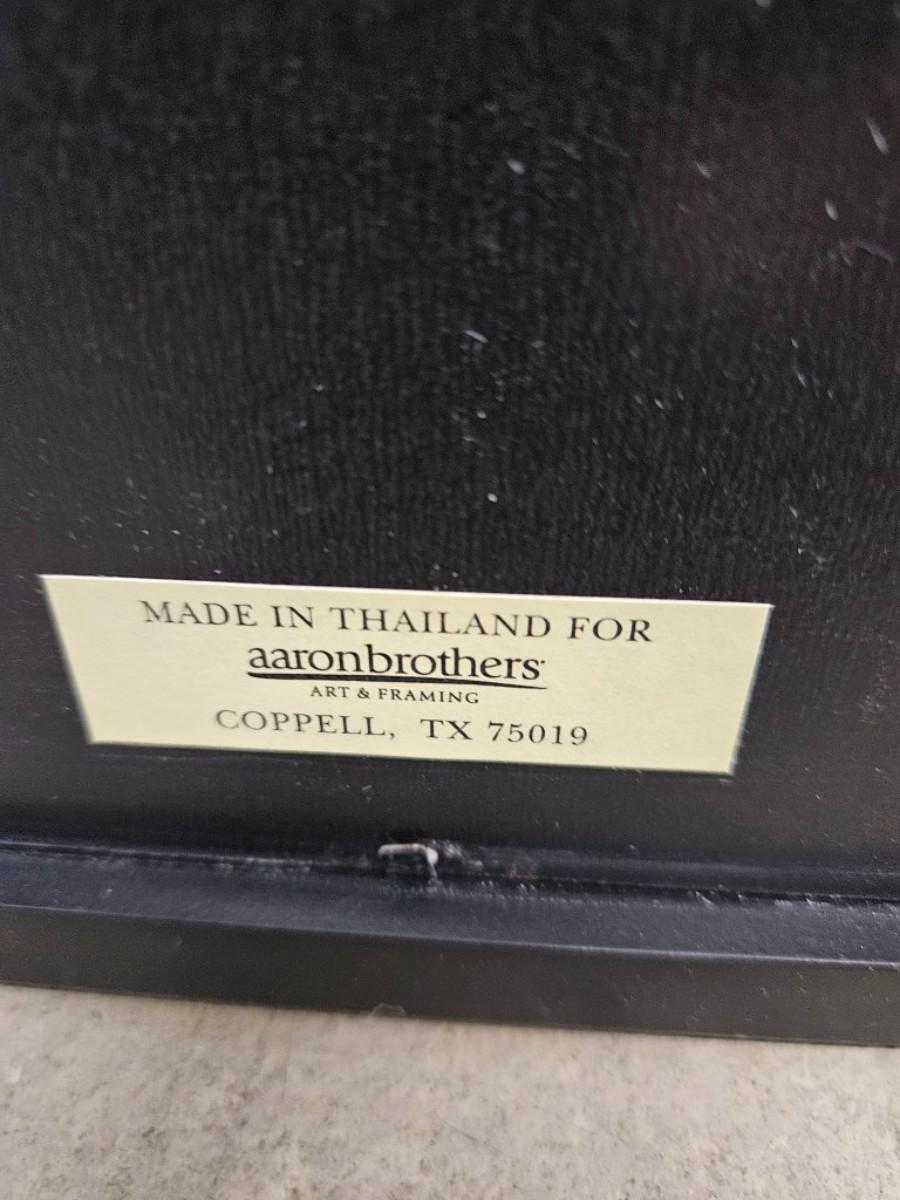 MADE IN THAILAND FOR
aaronbrothers
ART & FRAMING
COPPELL, TX 75019